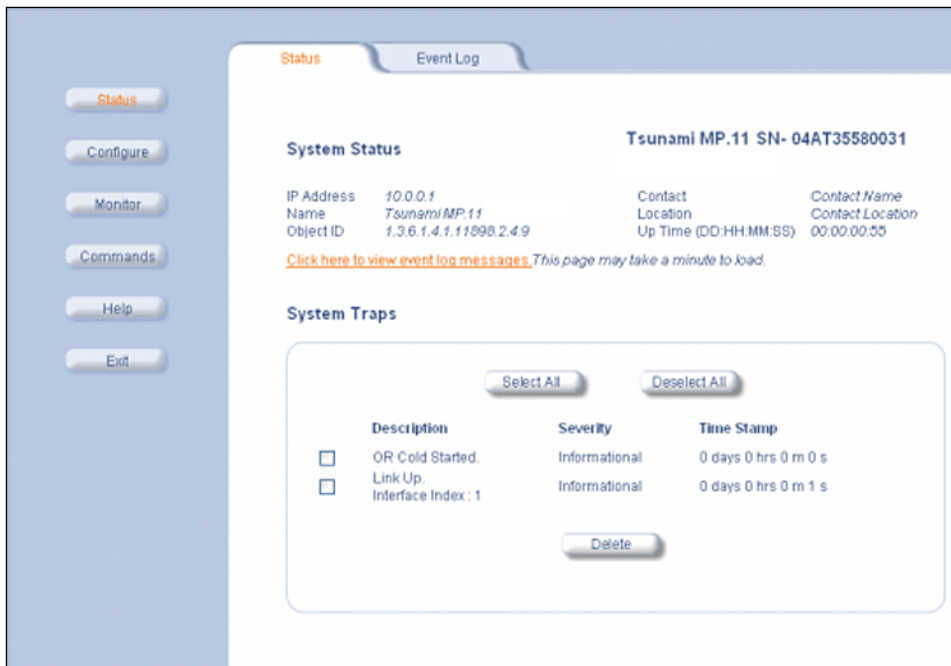 Status
Event Log
Status
Configure
Monitor
Commands
Help
Exit
System Status
Tsunami MP.11 SN- 04AT35580031
IP Address 10.0.0.1 Contact Contact Name
Name Tsunami MP.11 Location Contact Location
Object ID 1.3.6.1.4.1.11898.2.4.9 Up Time (DD:HH:MM:SS) 00:00:00:55
Click here to view event log messages. This page may take a minute to load.
System Traps
Select All Deselect All
Description Severity Time Stamp
OR Cold Started. Informational 0 days 0 hrs 0 m 0 s
Link Up.
Interface Index : 1 Informational 0 days 0 hrs 0 m 1 s
Delete